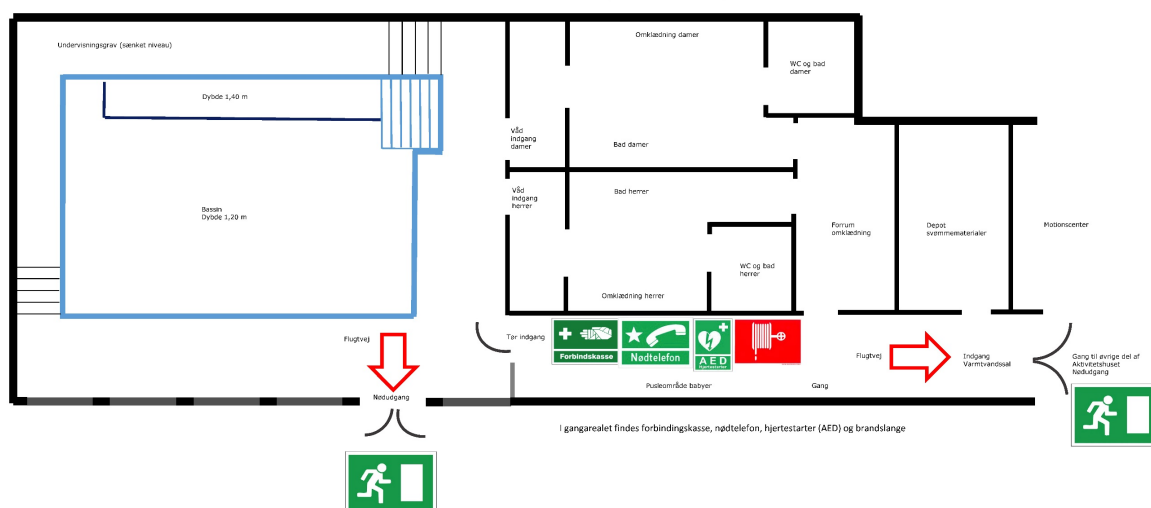 Undervisningsgrav (sænket niveau)
Omklædning damer
WC og bad
damer
Dybde 1,40 m
Våd
indgang
damer
Bad damer
Våd
indgang
herrer
Bad herrer
Bassin
Dybde 1,20 m
Forrum
omklædning
Depot
svømmematerialer
Motionscenter
WC og bad
herrer
Omklædning herrer
Flugtvej
Tør indgang
Forbindskasse
Nødtelefon
AED
Hjertestarter
Flugtvej
Indgang
Varmtvandssal
Gang til øvrige del af
Aktivitetshuset
Nødudgang
Pusleområde babyer
Gang
Nødudgang
I gangarealet findes forbindingskasse, nødtelefon, hjertestarter (AED) og brandslange